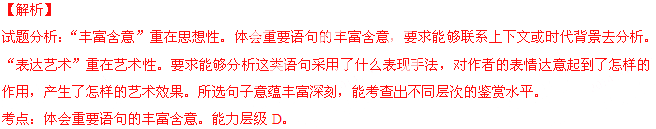 【解析】
试题分析：“丰富含意”重在思想性。体会重要语句的丰富含意，要求能够联系上下文或时代背景去分析。
“表达艺术”重在艺术性。要求能够分析这类语句采用了什么表现手法，对作者的表情达意起到了怎样的
作用，产生了怎样的艺术效果。所选句子意蕴丰富深刻，能考查出不同层次的鉴赏水平。
考点：体会重要语句的丰富含意。能力层级 D。